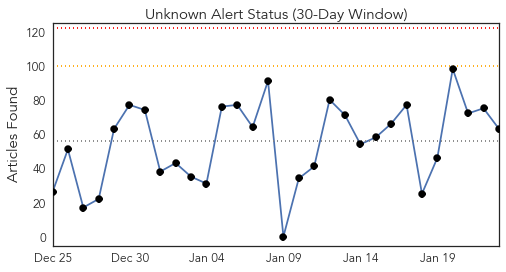 Unknown Alert Status (30-Day Window)
Articles Found
120
100
80
60
40
20
0
Dec 25 Dec 30 Jan 04 Jan 09 Jan 14 Jan 19